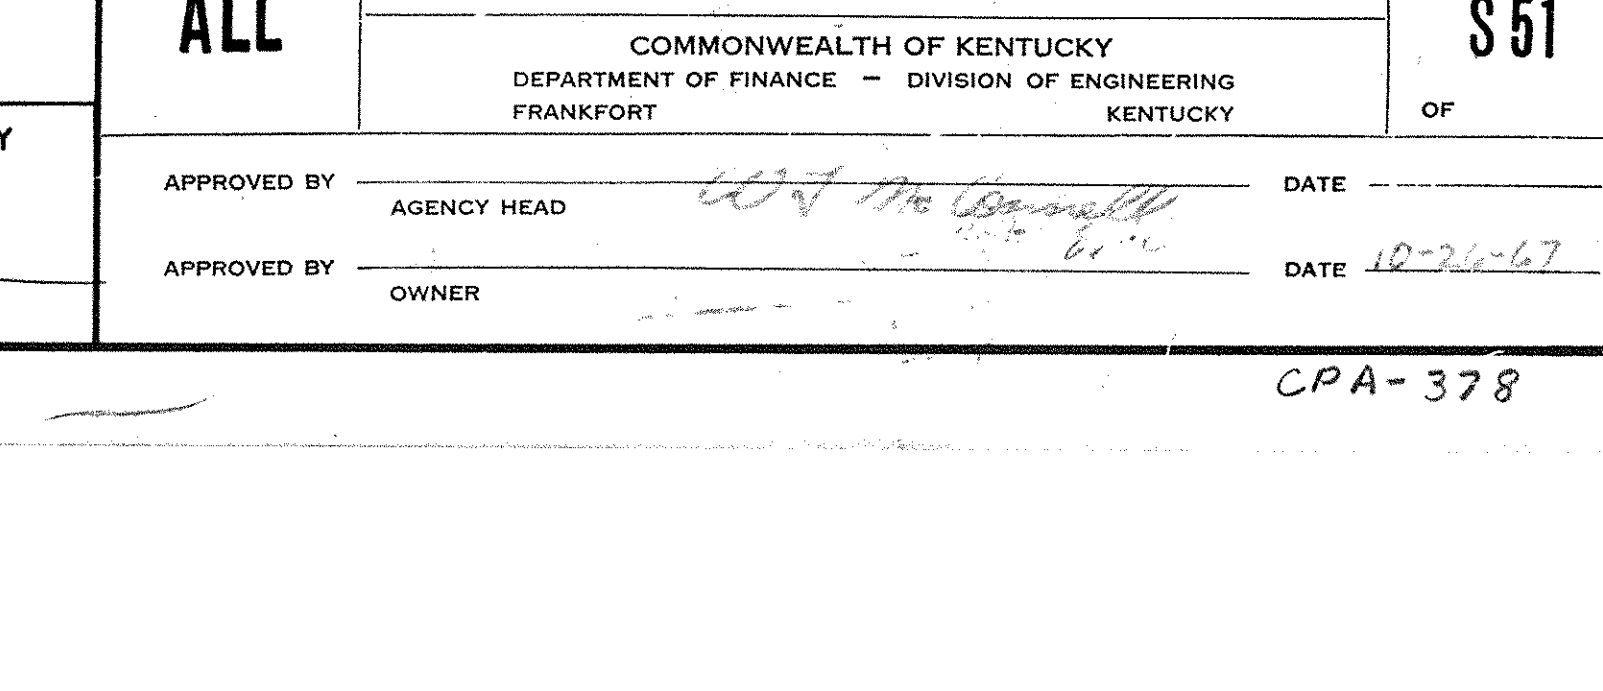 ALL
COMMONWEALTH OF KENTUCKY
DEPARTMENT OF FINANCE — DIVISION OF ENGINEERING
FRANKFORT KENTUCKY
S 51
OF
Y
APPROVED BY
AGENCY HEAD
W J McConnell
DATE
APPROVED BY
OWNER
DATE 10-26-67
CPA-378